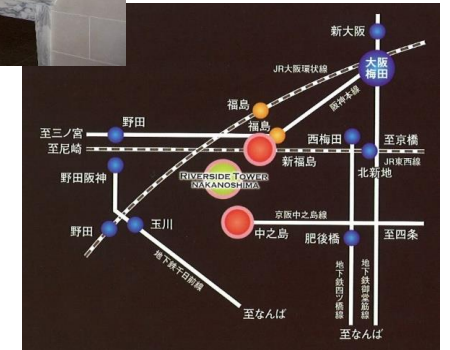 新大阪
JR大阪環状線
大阪
梅田
阪神本線
福島
福島
野田
至三ノ宮
西梅田
至京橋
至尼崎
新福島
JR東西線
北新地
野田阪神
RIVERSIDE TOWER
NAKANOSHIMA
京阪中之島線
野田
玉川
中之島
肥後橋
至四条
地下鉄千日前線
地下鉄四ツ橋線
地下鉄御堂筋線
至なんば
至なんば